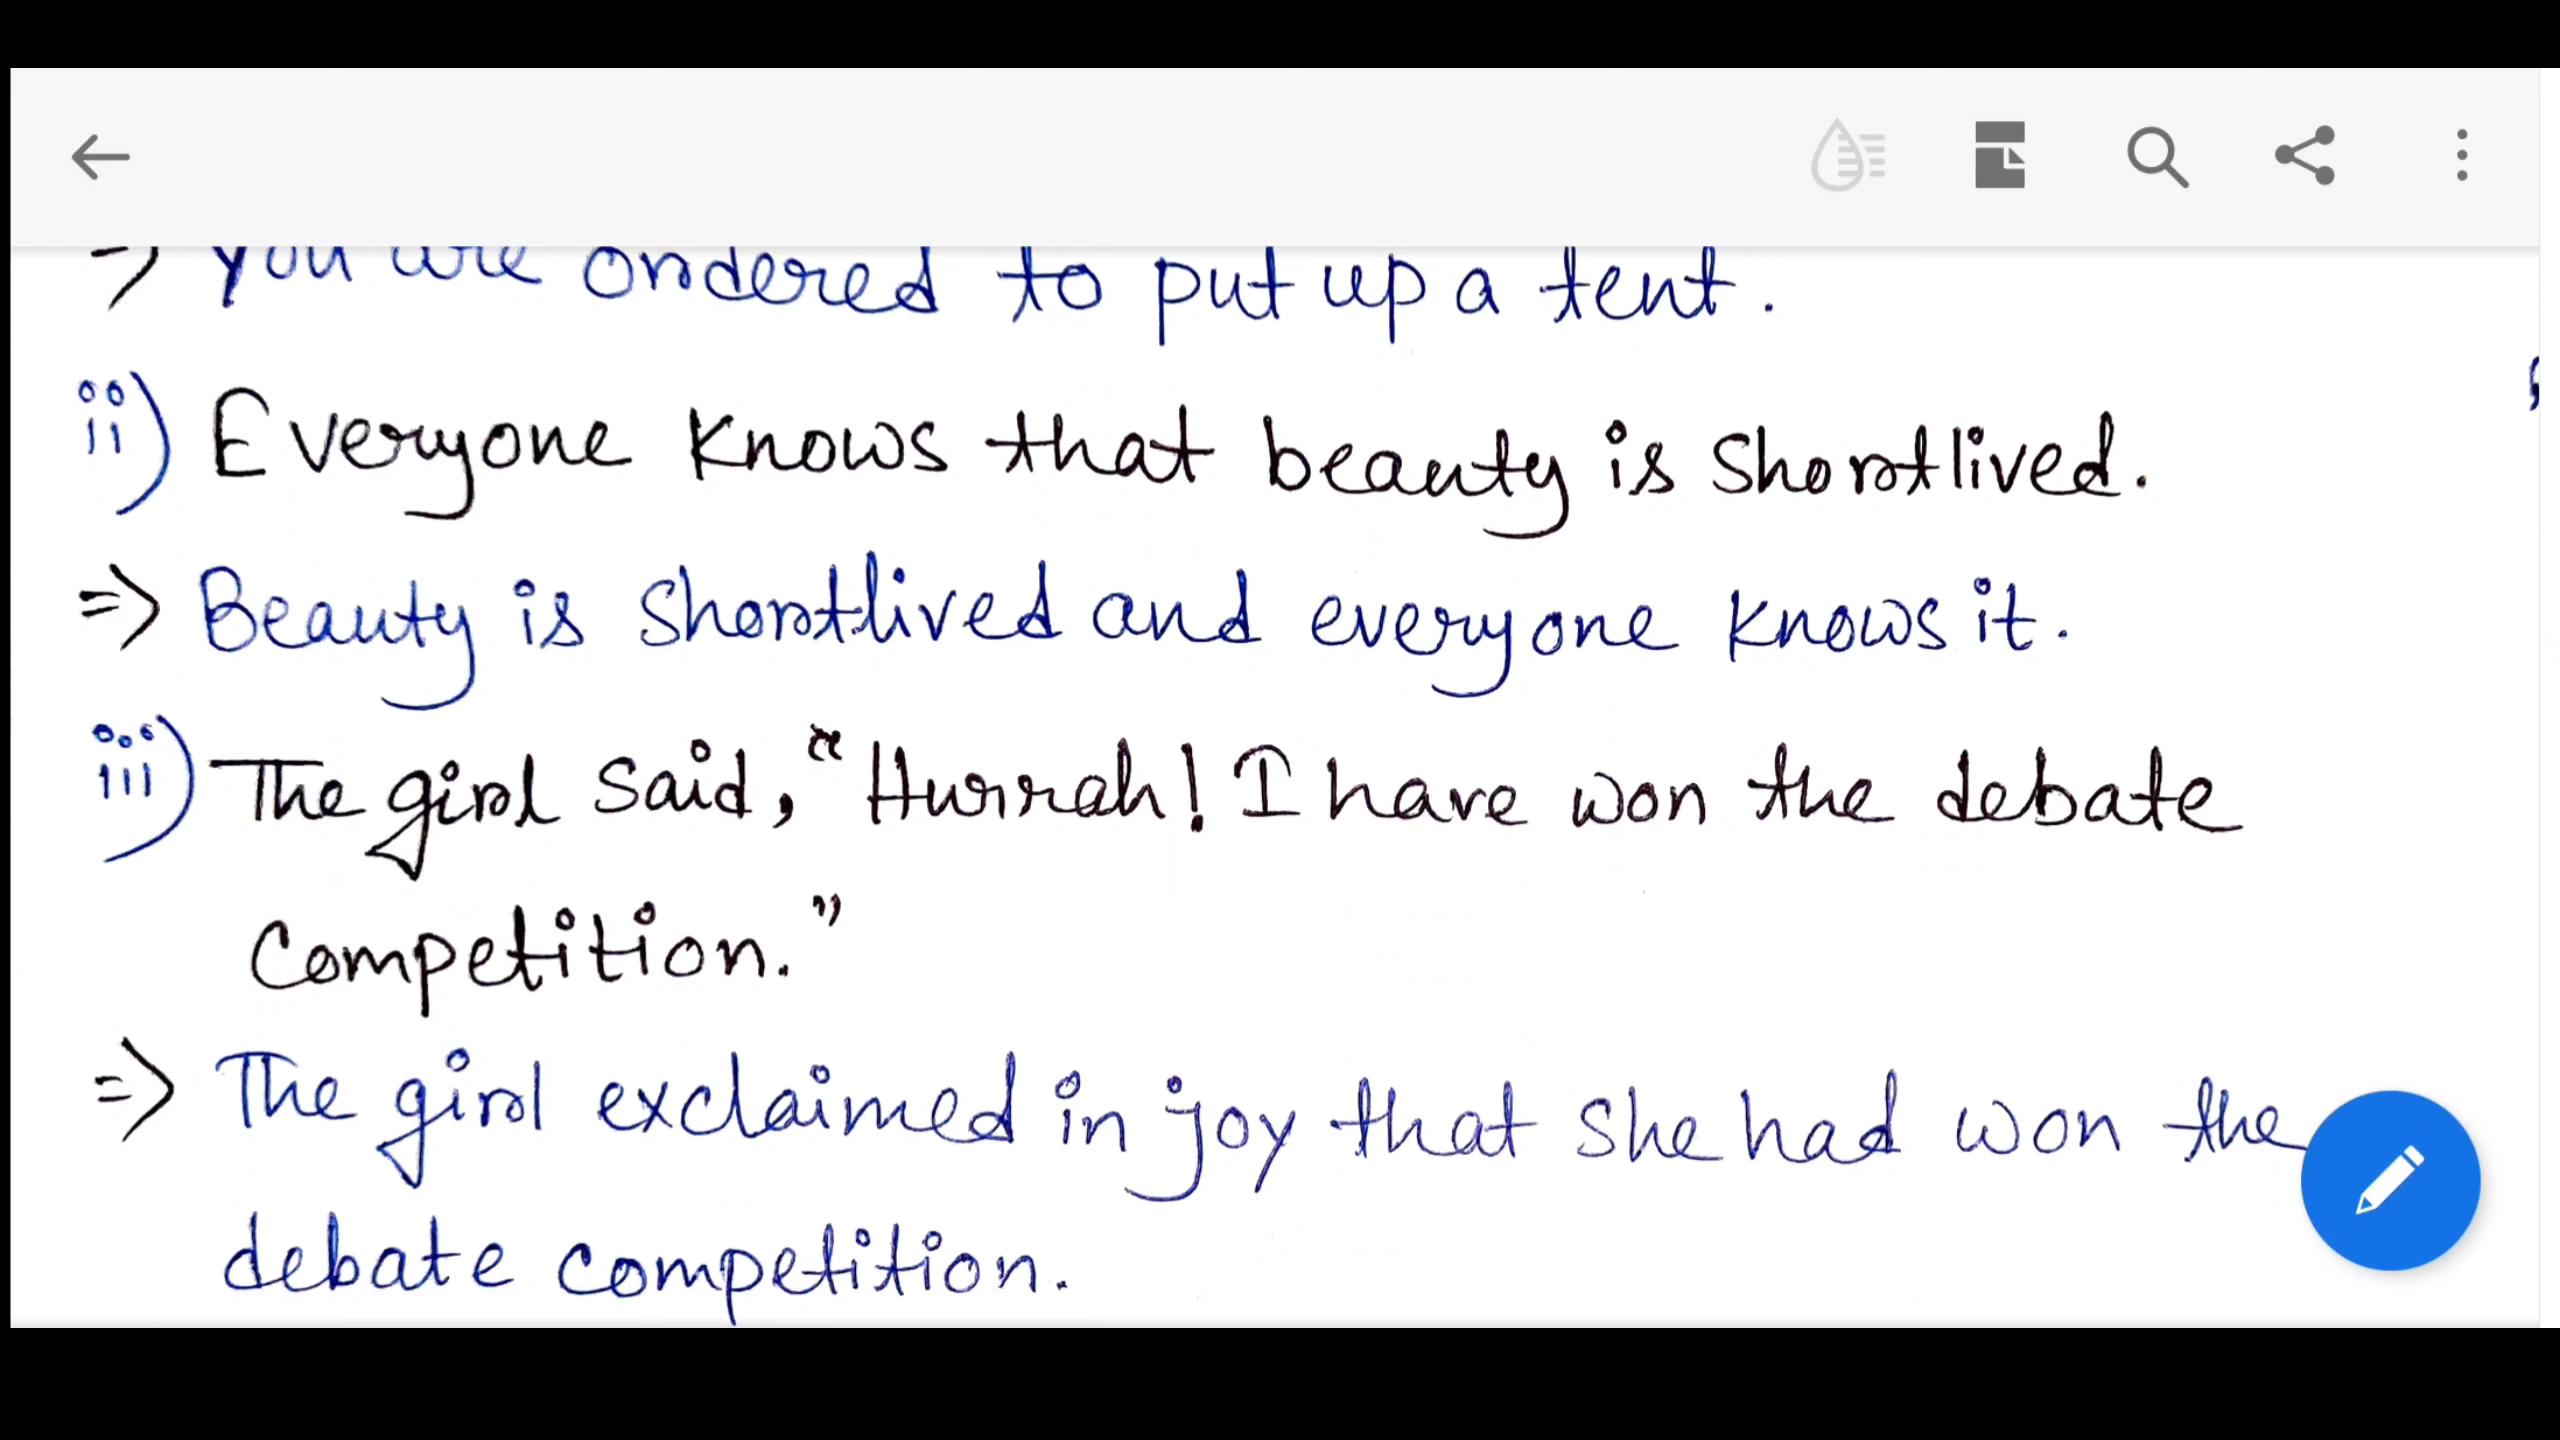 => You are ordered to put up a tent.
ii) Everyone knows that beauty is shortlived.
=> Beauty is shortlived and everyone knows it.
iii) The girl said, "Hurrah! I have won the debate
competition."
=> The girl exclaimed in joy that she had won the
debate competition.